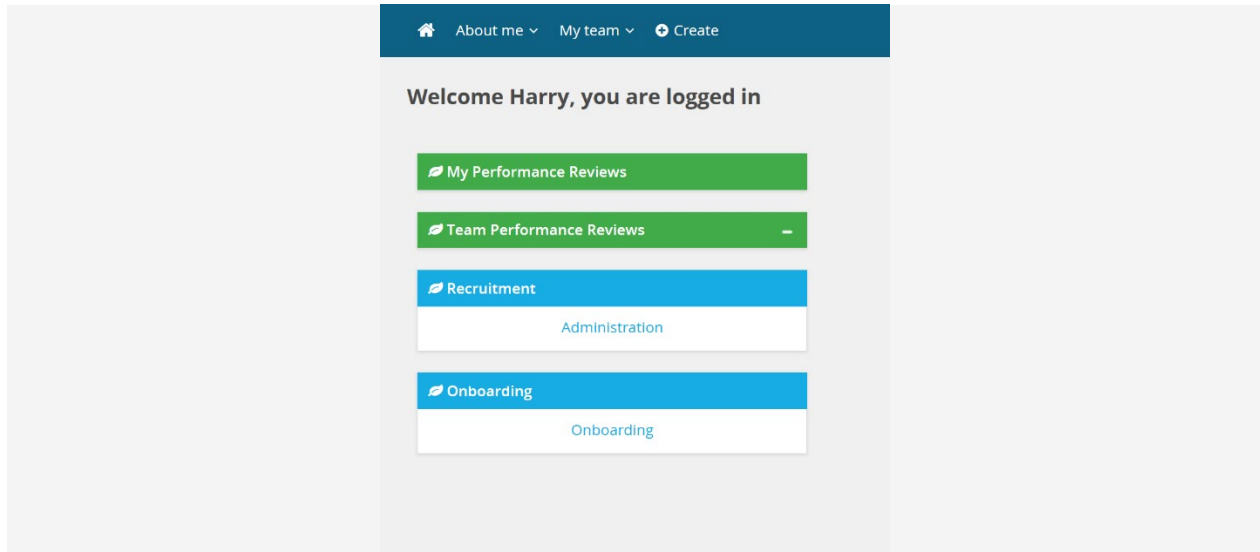 About me My team Create
Welcome Harry, you are logged in
My Performance Reviews
Team Performance Reviews
Recruitment
Administration
Onboarding
Onboarding